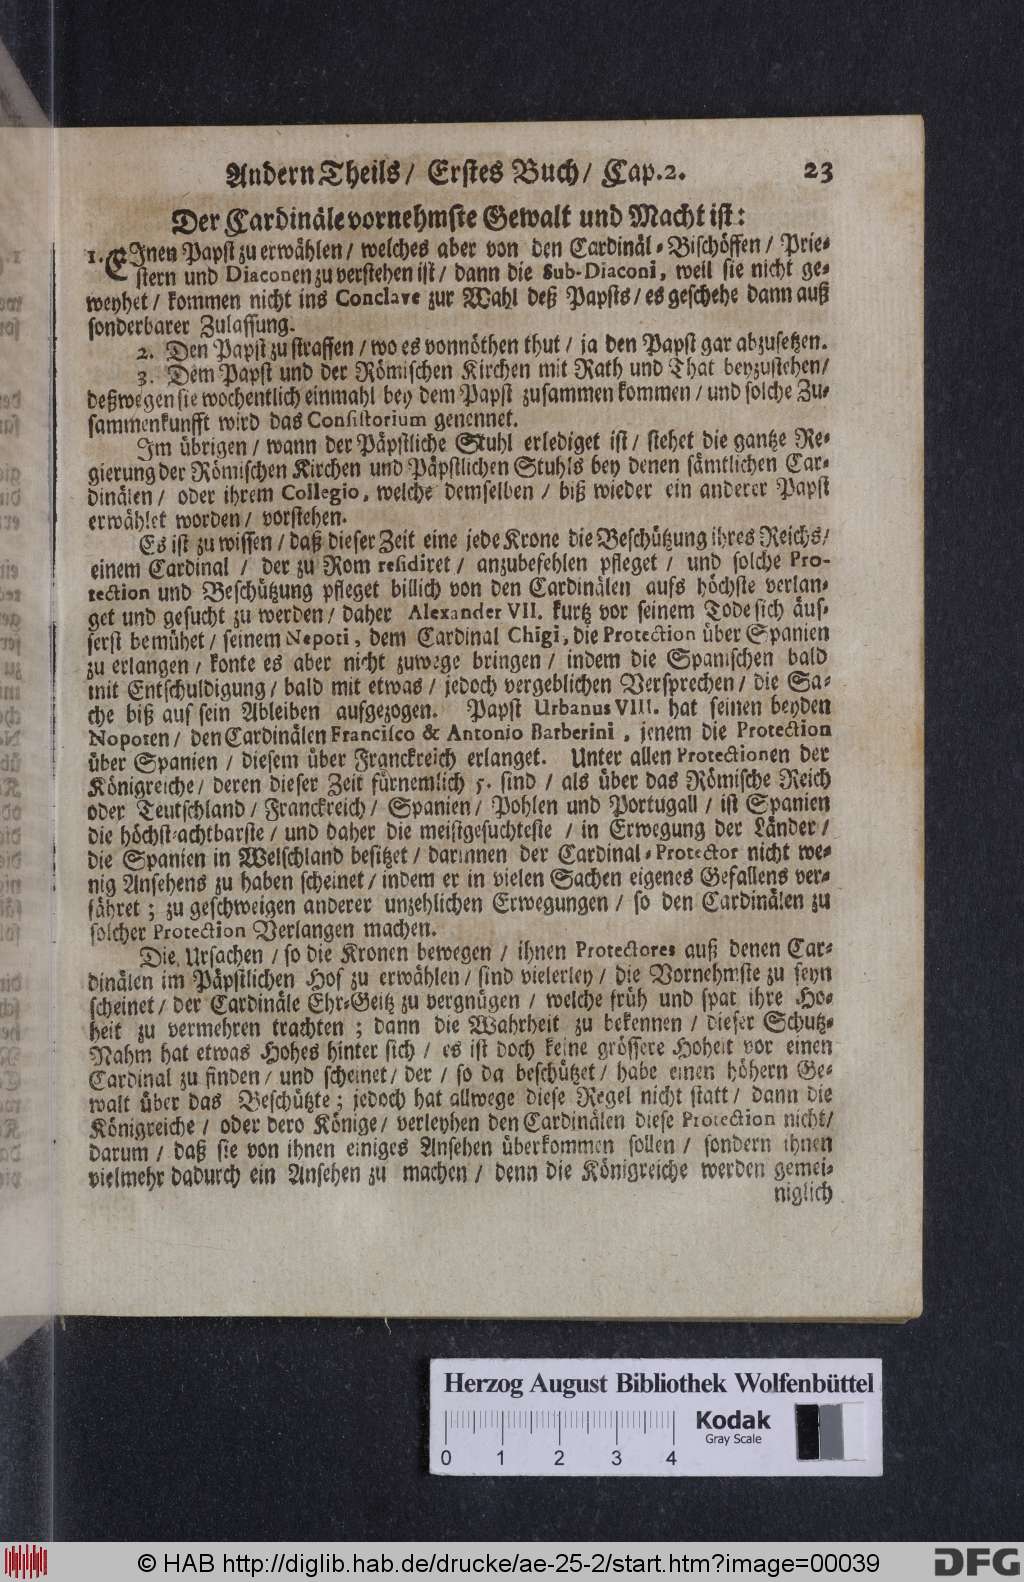 Andern Theils/ Erstes Buch/ Cap.2. 23
Der Cardinäle vornehmste Gewalt und Macht ist:
1. EInen Papst zu erwählen/ welches aber von den Cardinäl-Bischöffen/ Prie-
stern und Diaconen zu verstehen ist/ dann die Sub-Diaconi, weil sie nicht ge-
weyhet/ kommen nicht ins Conclave zur Wahl deß Papsts/ es geschehe dann auß
sonderbarer Zulassung.
2. Den Papst zu straffen/ wo es vonnöthen thut/ ja den Papst gar abzusetzen.
3. Dem Papst und der Römischen Kirchen mit Rath und That beyzustehen/
deßwegen sie wochentlich einmahl bey dem Papst zusammen kommen/ und solche Zu-
sammenkunfft wird das Consistorium genennet.
Im übrigen/ wann der Päpstliche Stuhl erlediget ist/ stehet die gantze Re-
gierung der Römischen Kirchen und Päpstlichen Stuhls bey denen sämtlichen Car-
dinälen/ oder ihrem Collegio, welche demselben/ biß wieder ein anderer Papst
erwählet worden/ vorstehen.
Es ist zu wissen/ daß dieser Zeit eine jede Krone die Beschützung ihres Reichs/
einem Cardinal/ der zu Rom residiret/ anzubefehlen pfleget/ und solche Pro-
tection und Beschützung pfleget billich von den Cardinälen aufs höchste verlan-
get und gesucht zu werden/ daher Alexander VII. kurtz vor seinem Tode sich äus-
serst bemühet/ seinem Nepoti, dem Cardinal Chigi, die Protection über Spanien
zu erlangen/ konte es aber nicht zuwege bringen/ indem die Spanischen bald
mit Entschuldigung/ bald mit etwas/ jedoch vergeblichen Versprechen/ die Sa-
che biß auf sein Ableiben aufgezogen. Papst Urbanus VIII. hat seinen beyden
Nopoten/ den Cardinälen Francisco & Antonio Barberini, jenem die Protection
über Spanien/ diesem über Franckreich erlanget. Unter allen Protectionen der
Königreiche/ deren dieser Zeit fürnemlich 5. sind/ als über das Römische Reich
oder Teutschland/ Franckreich/ Spanien/ Pohlen und Portugall/ ist Spanien
die höchst-achtbarste/ und daher die meistgesuchteste/ in Erwegung der Länder/
die Spanien in Welschland besitzet/ darinnen der Cardinal-Protector nicht we-
nig Ansehens zu haben scheinet/ indem er in vielen Sachen eigenes Gefallens ver-
fähret; zu geschweigen anderer unzehlichen Erwegungen/ so den Cardinälen zu
solcher Protection Verlangen machen.
Die Ursachen/ so die Kronen bewegen/ ihnen Protectores auß denen Car-
dinälen im Päpstlichen Hof zu erwählen/ sind vielerley/ die Vornehmste zu seyn
scheinet/ der Cardinäle Ehr-Geitz zu vergnügen/ welche früh und spat ihre Ho-
heit zu vermehren trachten; dann die Wahrheit zu bekennen/ dieser Schutz-
Nahm hat etwas Hohes hinter sich/ es ist doch keine grössere Hoheit vor einen
Cardinal zu finden/ und scheinet/ der/ so da beschützet/ habe einen höhern Ge-
walt über das Beschützte; jedoch hat allwege diese Regel nicht statt/ dann die
Königreiche/ oder dero Könige/ verleyhen den Cardinälen diese Protection nicht/
darum/ daß sie von ihnen einiges Ansehen überkommen sollen/ sondern ihnen
vielmehr dadurch ein Ansehen zu machen/ denn die Königreiche werden gemei-
niglich
Herzog August Bibliothek Wolfenbüttel
Kodak
Gray Scale
0 1 2 3 4
© HAB http://diglib.hab.de/drucke/ae-25-2/start.htm?image=00039
DFG